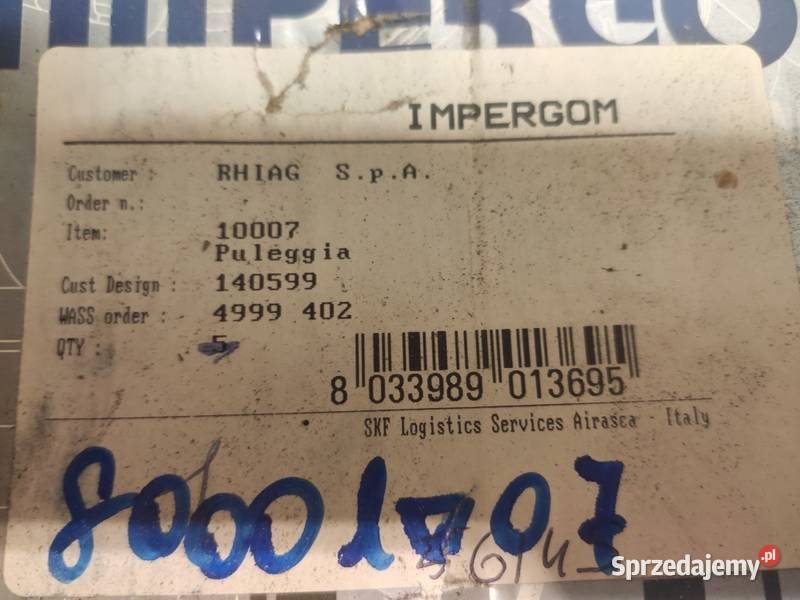 IMPERGO
IMPERGOM
Customer : RHIAG S.p.A.
Order n.:
Item: 10007
Puleggia
Cust Design : 140599
WASS order : 4999 402
QTY : 5
8 033989 013695
SKF Logistics Services Airasca - Italy
Sprzedajemy.pl